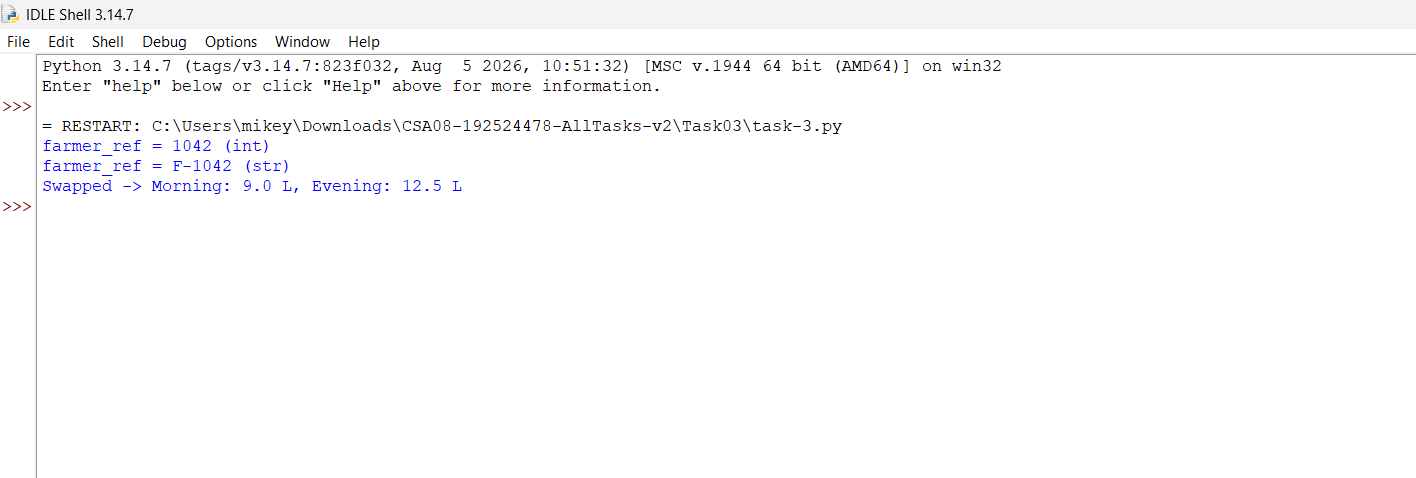 IDLE Shell 3.14.7
File Edit Shell Debug Options Window Help
Python 3.14.7 (tags/v3.14.7:823f032, Aug  5 2026, 10:51:32) [MSC v.1944 64 bit (AMD64)] on win32
Enter "help" below or click "Help" above for more information.
>>>
= RESTART: C:\Users\mikey\Downloads\CSA08-192524478-AllTasks-v2\Task03\task-3.py
farmer_ref = 1042 (int)
farmer_ref = F-1042 (str)
Swapped -> Morning: 9.0 L, Evening: 12.5 L
>>>